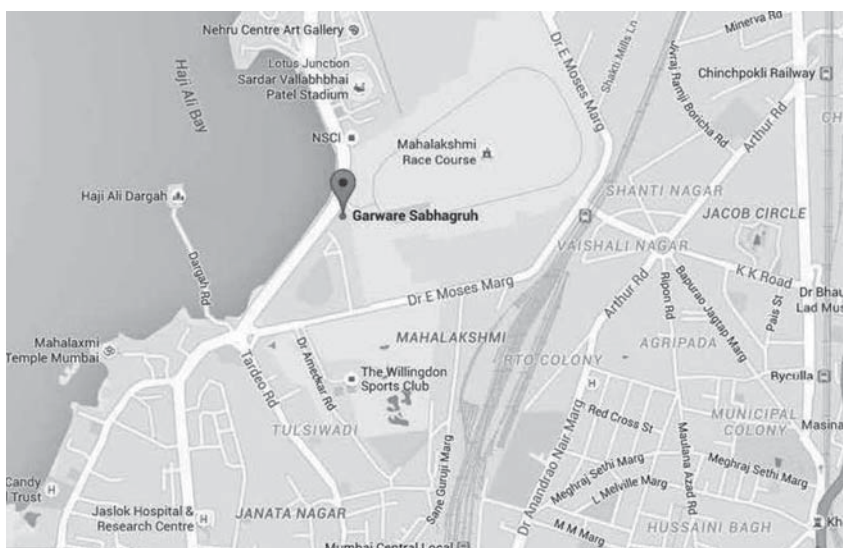 Nehru Centre Art Gallery
Lotus Junction
Sardar Vallabhbhai
Patel Stadium
Haji Ali Bay
NSCI
Mahalakshmi
Race Course
Dr E Moses Marg
Shakti Mills Ln
Minerva Rd
Vivraj Ramji Boricha Rd
Chinchpokli Railway
Arthur Rd
CH
Haji Ali Dargah
Garware Sabhagruh
SHANTI NAGAR
JACOB CIRCLE
VAISHALI NAGAR
Dargah Rd
Dr E Moses Marg
Arthur Rd
Ripon Rd
Bapurao Jagtap Marg
K K Road
Pais St
Dr Bhau
Lad Mus
Mahalaxmi
Temple Mumbai
MAHALAKSHMI
Tardeo Rd
Dr Amedkar Rd
The Willingdon
Sports Club
RTO COLONY
AGRIPADA
Ryculla
TULSIWADI
H
Red Cross St
MUNICIPAL
COLONY
Masina
Sane Guruji Marg
Dr Anandrao Nair Marg
Meghraj Sethi Marg
Maulana Azad Rd
Meghraj Sethi Marg
L Melville Marg
Candy
l Trust
H
Jaslok Hospital &
Research Centre
H
JANATA NAGAR
M M Marg
HUSSAINI BAGH
Kh
Mumbai Central Local